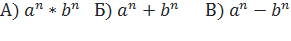 А) aⁿ * bⁿ Б) aⁿ + bⁿ В) aⁿ − bⁿ